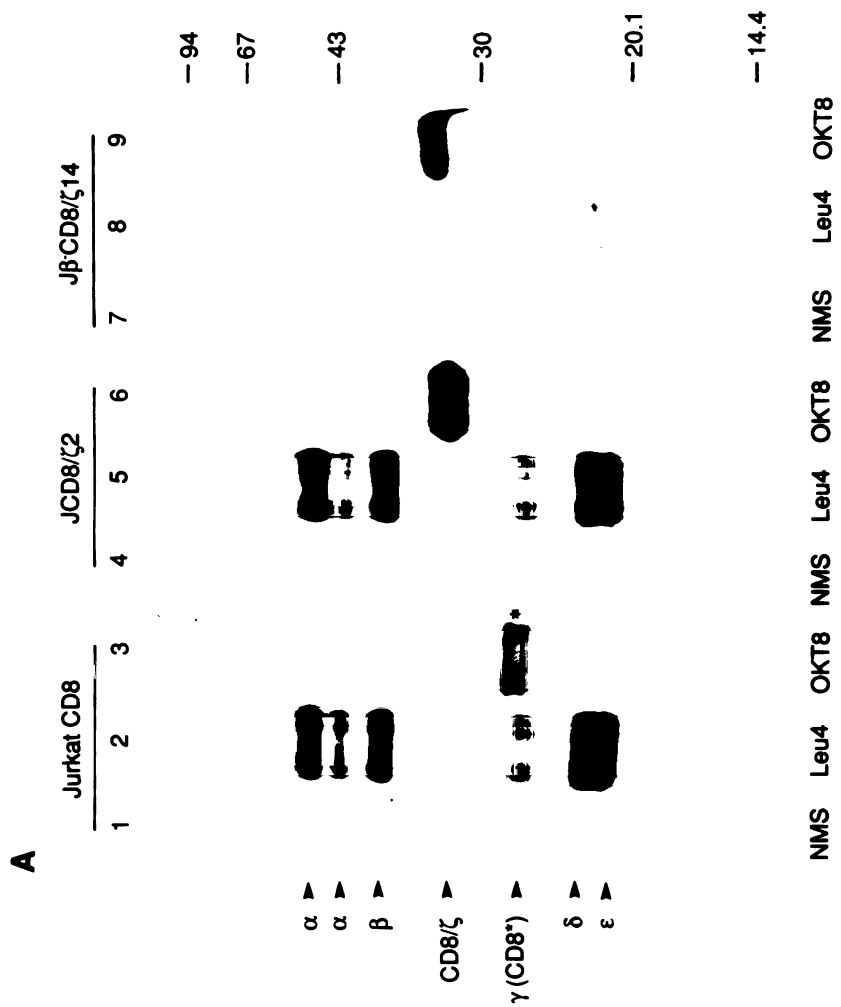 A
Jurkat CD8
JCD8/ζ2
Jβ-CD8/ζ14
1 2 3 4 5 6 7 8 9
α
α
β
CD8/ζ
γ (CD8*)
δ
ε
*
–94
–67
–43
–30
–20.1
–14.4
NMS Leu4 OKT8 NMS Leu4 OKT8 NMS Leu4 OKT8